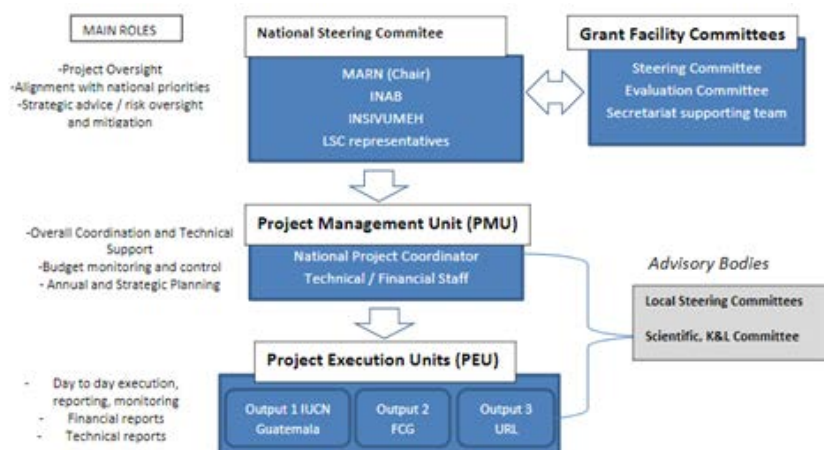 MAIN ROLES
-Project Oversight
-Alignment with national priorities
-Strategic advice / risk oversight
and mitigation
National Steering Commitee
MARN (Chair)
INAB
INSIVUMEH
LSC representatives
Grant Facility Committees
Steering Committee
Evaluation Committee
Secretariat supporting team
-Overall Coordination and Technical
Support
-Budget monitoring and control
- Annual and Strategic Planning
Project Management Unit (PMU)
National Project Coordinator
Technical / Financial Staff
Advisory Bodies
Local Steering Committees
Scientific, K&L Committee
- Day to day execution,
reporting, monitoring
- Financial reports
- Technical reports
Project Execution Units (PEU)
Output 1 IUCN
Guatemala
Output 2
FCG
Output 3
URL